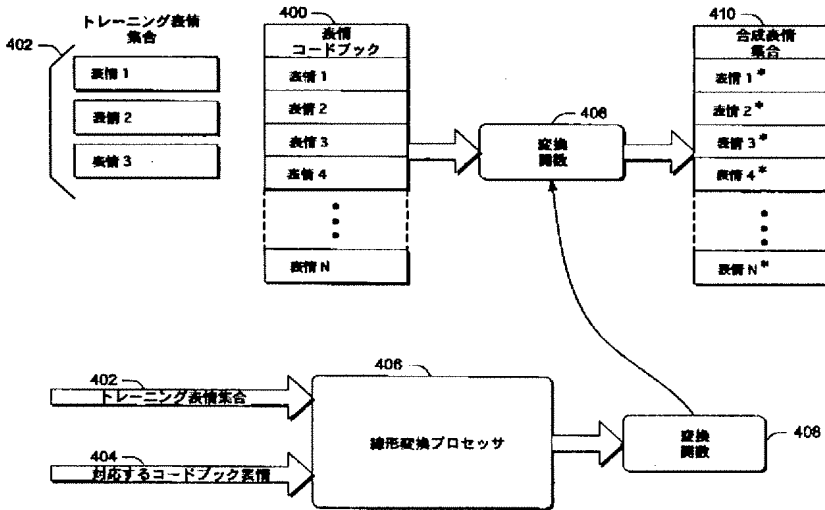 402
トレーニング表情
集合
表情 1
表情 2
表情 3
400
表情
コードブック
表情 1
表情 2
表情 3
表情 4
表情 N
408
変換
関数
410
合成表情
集合
表情 1*
表情 2*
表情 3*
表情 4*
表情 N*
402
トレーニング表情集合
404
対応するコードブック表情
406
線形変換プロセッサ
変換
関数
408